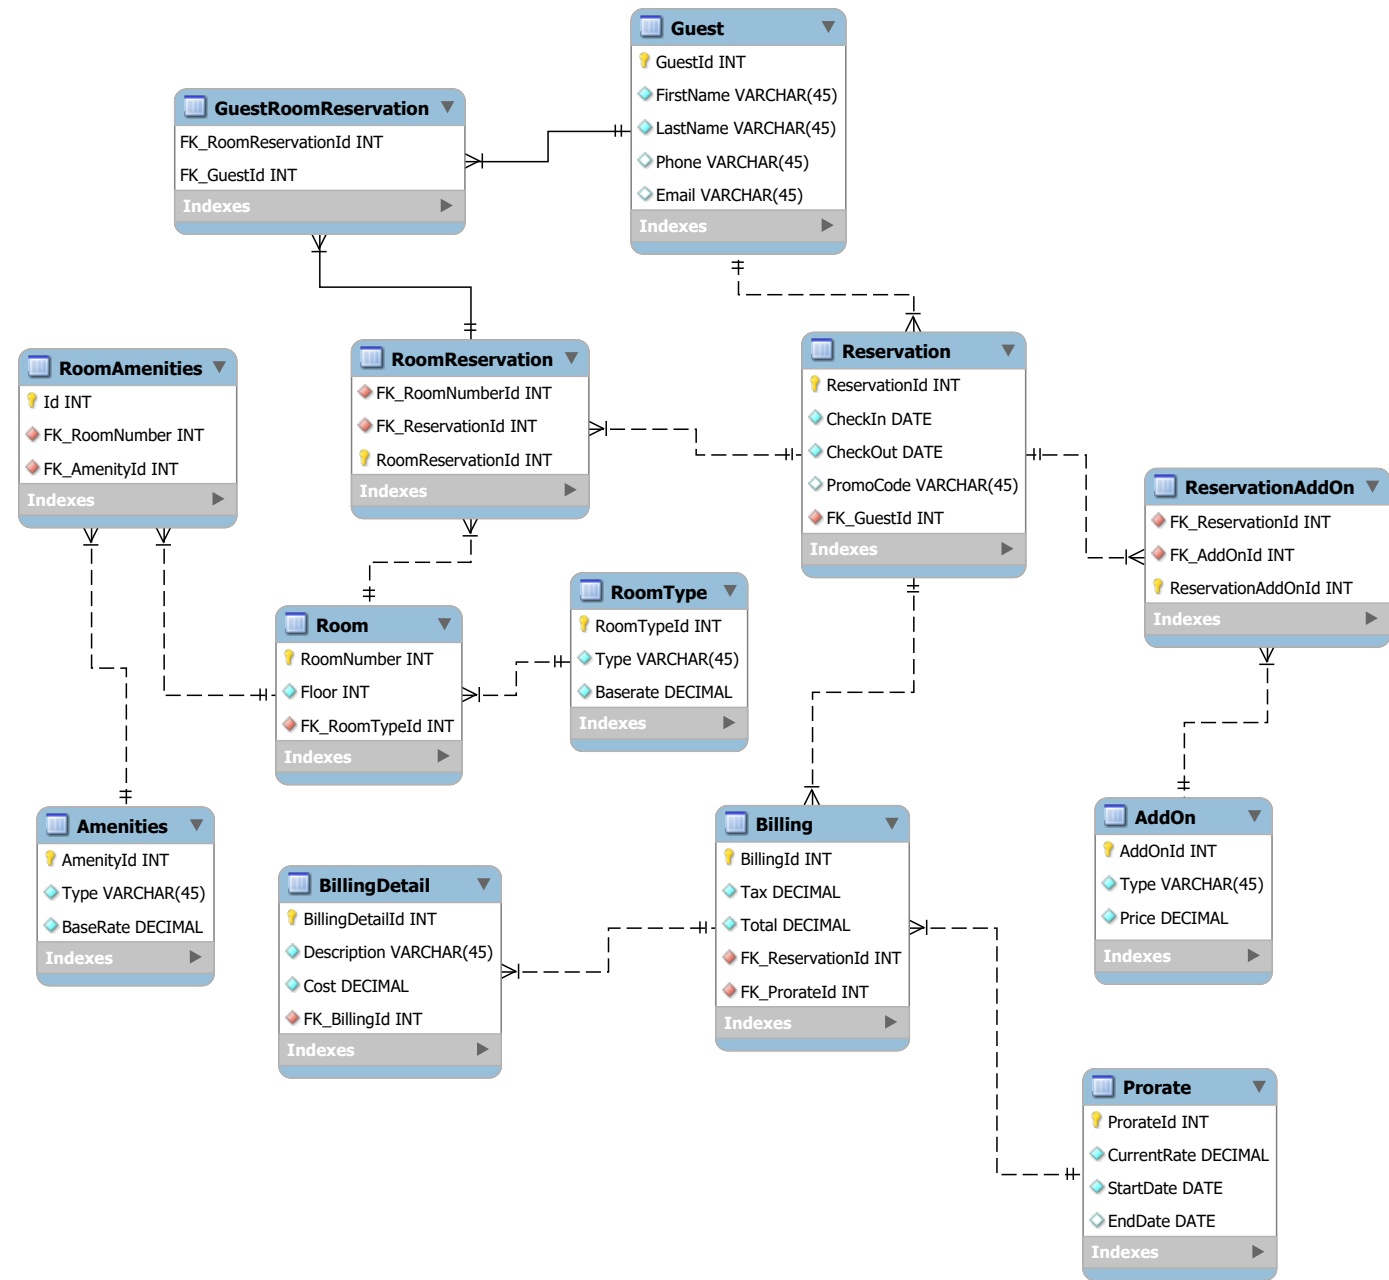 Guest
GuestId INT
FirstName VARCHAR(45)
LastName VARCHAR(45)
Phone VARCHAR(45)
Email VARCHAR(45)
Indexes
GuestRoomReservation
FK_RoomReservationId INT
FK_GuestId INT
Indexes
RoomAmenities
Id INT
FK_RoomNumber INT
FK_AmenityId INT
Indexes
RoomReservation
FK_RoomNumberId INT
FK_ReservationId INT
RoomReservationId INT
Indexes
Reservation
ReservationId INT
CheckIn DATE
CheckOut DATE
PromoCode VARCHAR(45)
FK_GuestId INT
Indexes
ReservationAddOn
FK_ReservationId INT
FK_AddOnId INT
ReservationAddOnId INT
Indexes
Room
RoomNumber INT
Floor INT
FK_RoomTypeId INT
Indexes
RoomType
RoomTypeId INT
Type VARCHAR(45)
Baserate DECIMAL
Indexes
Amenities
AmenityId INT
Type VARCHAR(45)
BaseRate DECIMAL
Indexes
BillingDetail
BillingDetailId INT
Description VARCHAR(45)
Cost DECIMAL
FK_BillingId INT
Indexes
Billing
BillingId INT
Tax DECIMAL
Total DECIMAL
FK_ReservationId INT
FK_ProrateId INT
Indexes
AddOn
AddOnId INT
Type VARCHAR(45)
Price DECIMAL
Indexes
Prorate
ProrateId INT
CurrentRate DECIMAL
StartDate DATE
EndDate DATE
Indexes